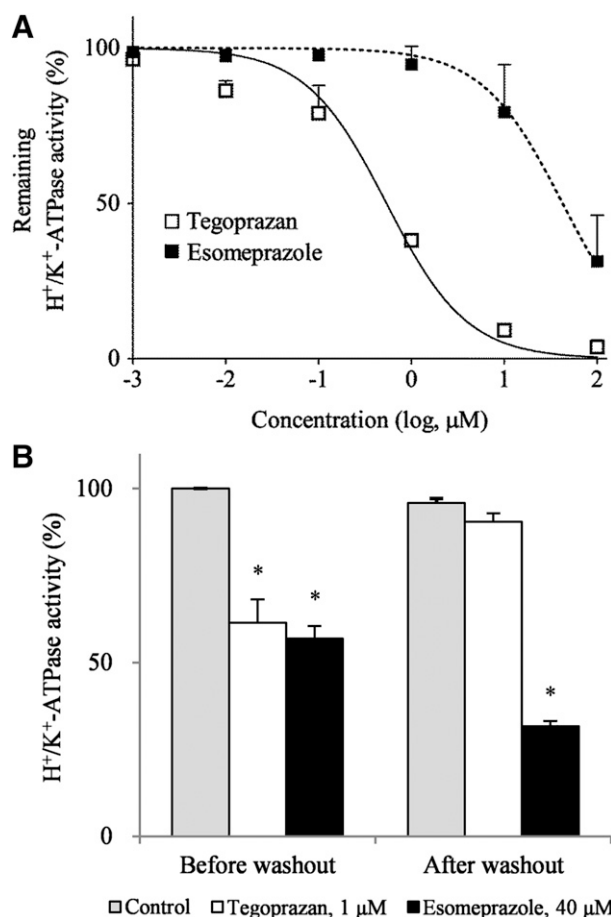 A
100
50
0
Remaining
H⁺/K⁺-ATPase activity (%)
Tegoprazan
Esomeprazole
-3 -2 -1 0 1 2
Concentration (log, μM)
B
100
50
0
H⁺/K⁺-ATPase activity (%)
* *
*
Before washout After washout
Control Tegoprazan, 1 μM Esomeprazole, 40 μM